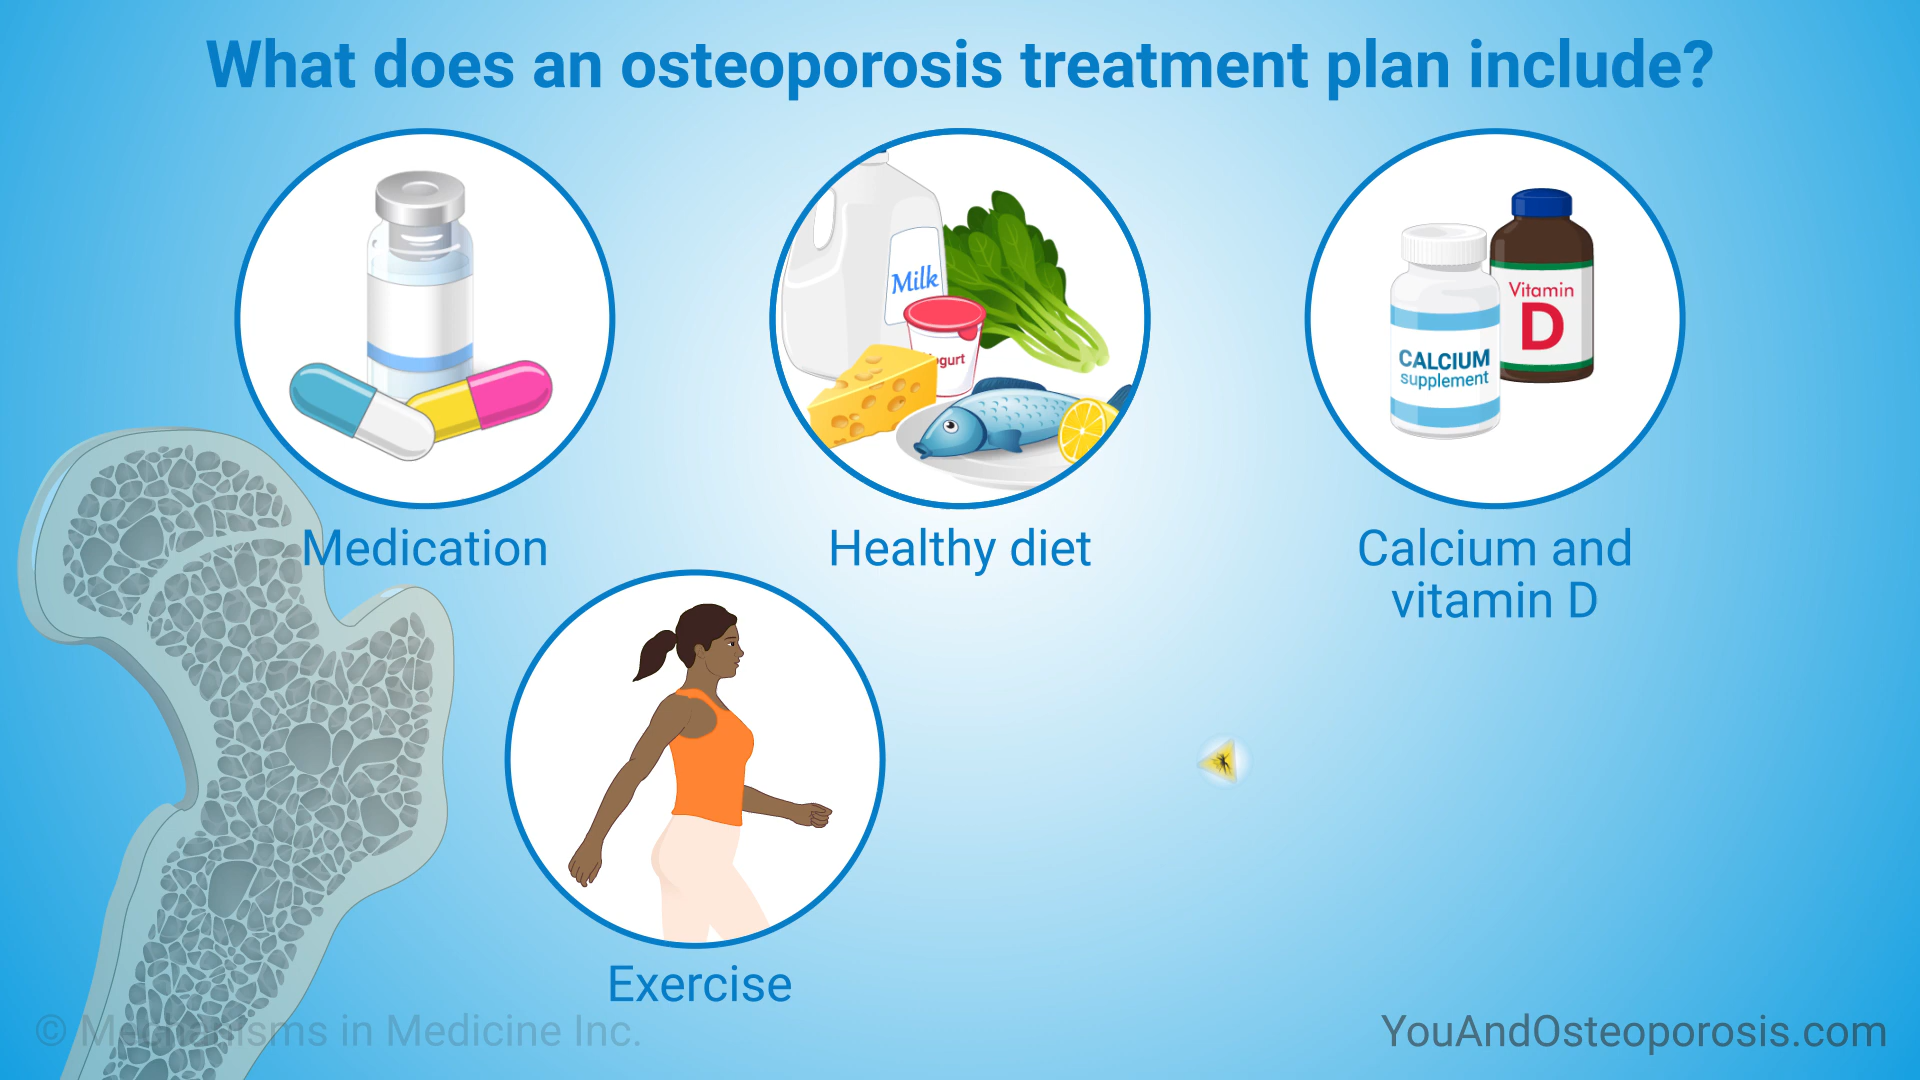 What does an osteoporosis treatment plan include?
Milk
ogurt
CALCIUM
supplement
Vitamin
D
Medication
Healthy diet
Calcium and
vitamin D
Exercise
© Mechanisms in Medicine Inc.
YouAndOsteoporosis.com